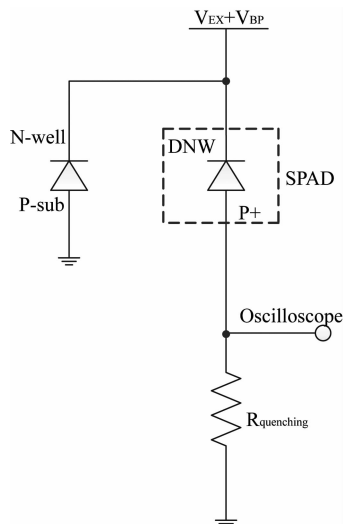 VEX+VBP
N-well
DNW
SPAD
P-sub
P+
Oscilloscope
Rquenching